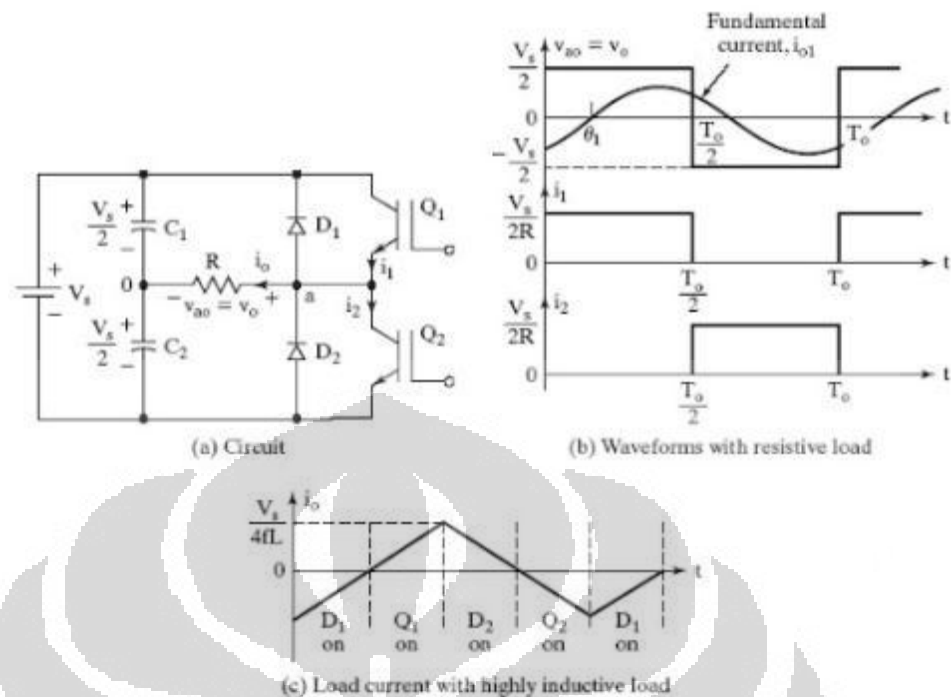 Fundamental
current, i_o1
V_s/2
v_ao = v_o
0
θ_1
T_o/2
T_o
t
− V_s/2
i_1
V_s/2R
0
T_o/2
T_o
t
i_2
V_s/2R
0
T_o/2
T_o
t
(b) Waveforms with resistive load
+
V_s
−
V_s/2
+
−
C_1
0
R
i_o
− v_ao = v_o +
a
V_s/2
+
−
C_2
D_1
D_2
Q_1
i_1
i_2
Q_2
(a) Circuit
V_s/4fL
i_o
0
t
D_1 on
Q_1 on
D_2 on
Q_2 on
D_1 on
(c) Load current with highly inductive load